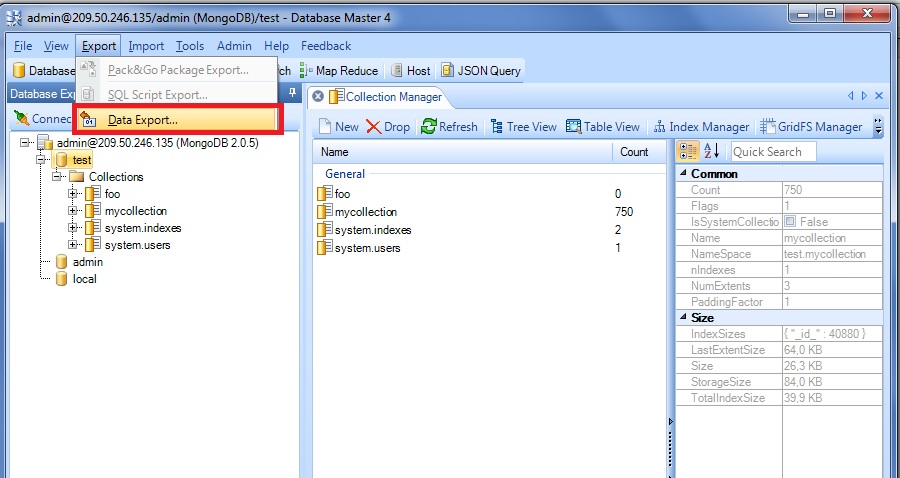 admin@209.50.246.135/admin (MongoDB)/test - Database Master 4
File View Export Import Tools Admin Help Feedback
Database
Map Reduce Host JSON Query
Pack&Go Package Export...
SQL Script Export...
Data Export...
Database Exp
Connec
admin@209.50.246.135 (MongoDB 2.0.5)
test
Collections
foo
mycollection
system.indexes
system.users
admin
local
Collection Manager
New Drop Refresh Tree View Table View Index Manager GridFS Manager
Name Count
General
foo 0
mycollection 750
system.indexes 2
system.users 1
Quick Search
Common
Count 750
Flags 1
IsSystemCollectio False
Name mycollection
NameSpace test.mycollection
nIndexes 1
NumExtents 3
PaddingFactor 1
Size
IndexSizes { "_id_" : 40880 }
LastExtentSize 64,0 KB
Size 26,3 KB
StorageSize 84,0 KB
TotalIndexSize 39,9 KB